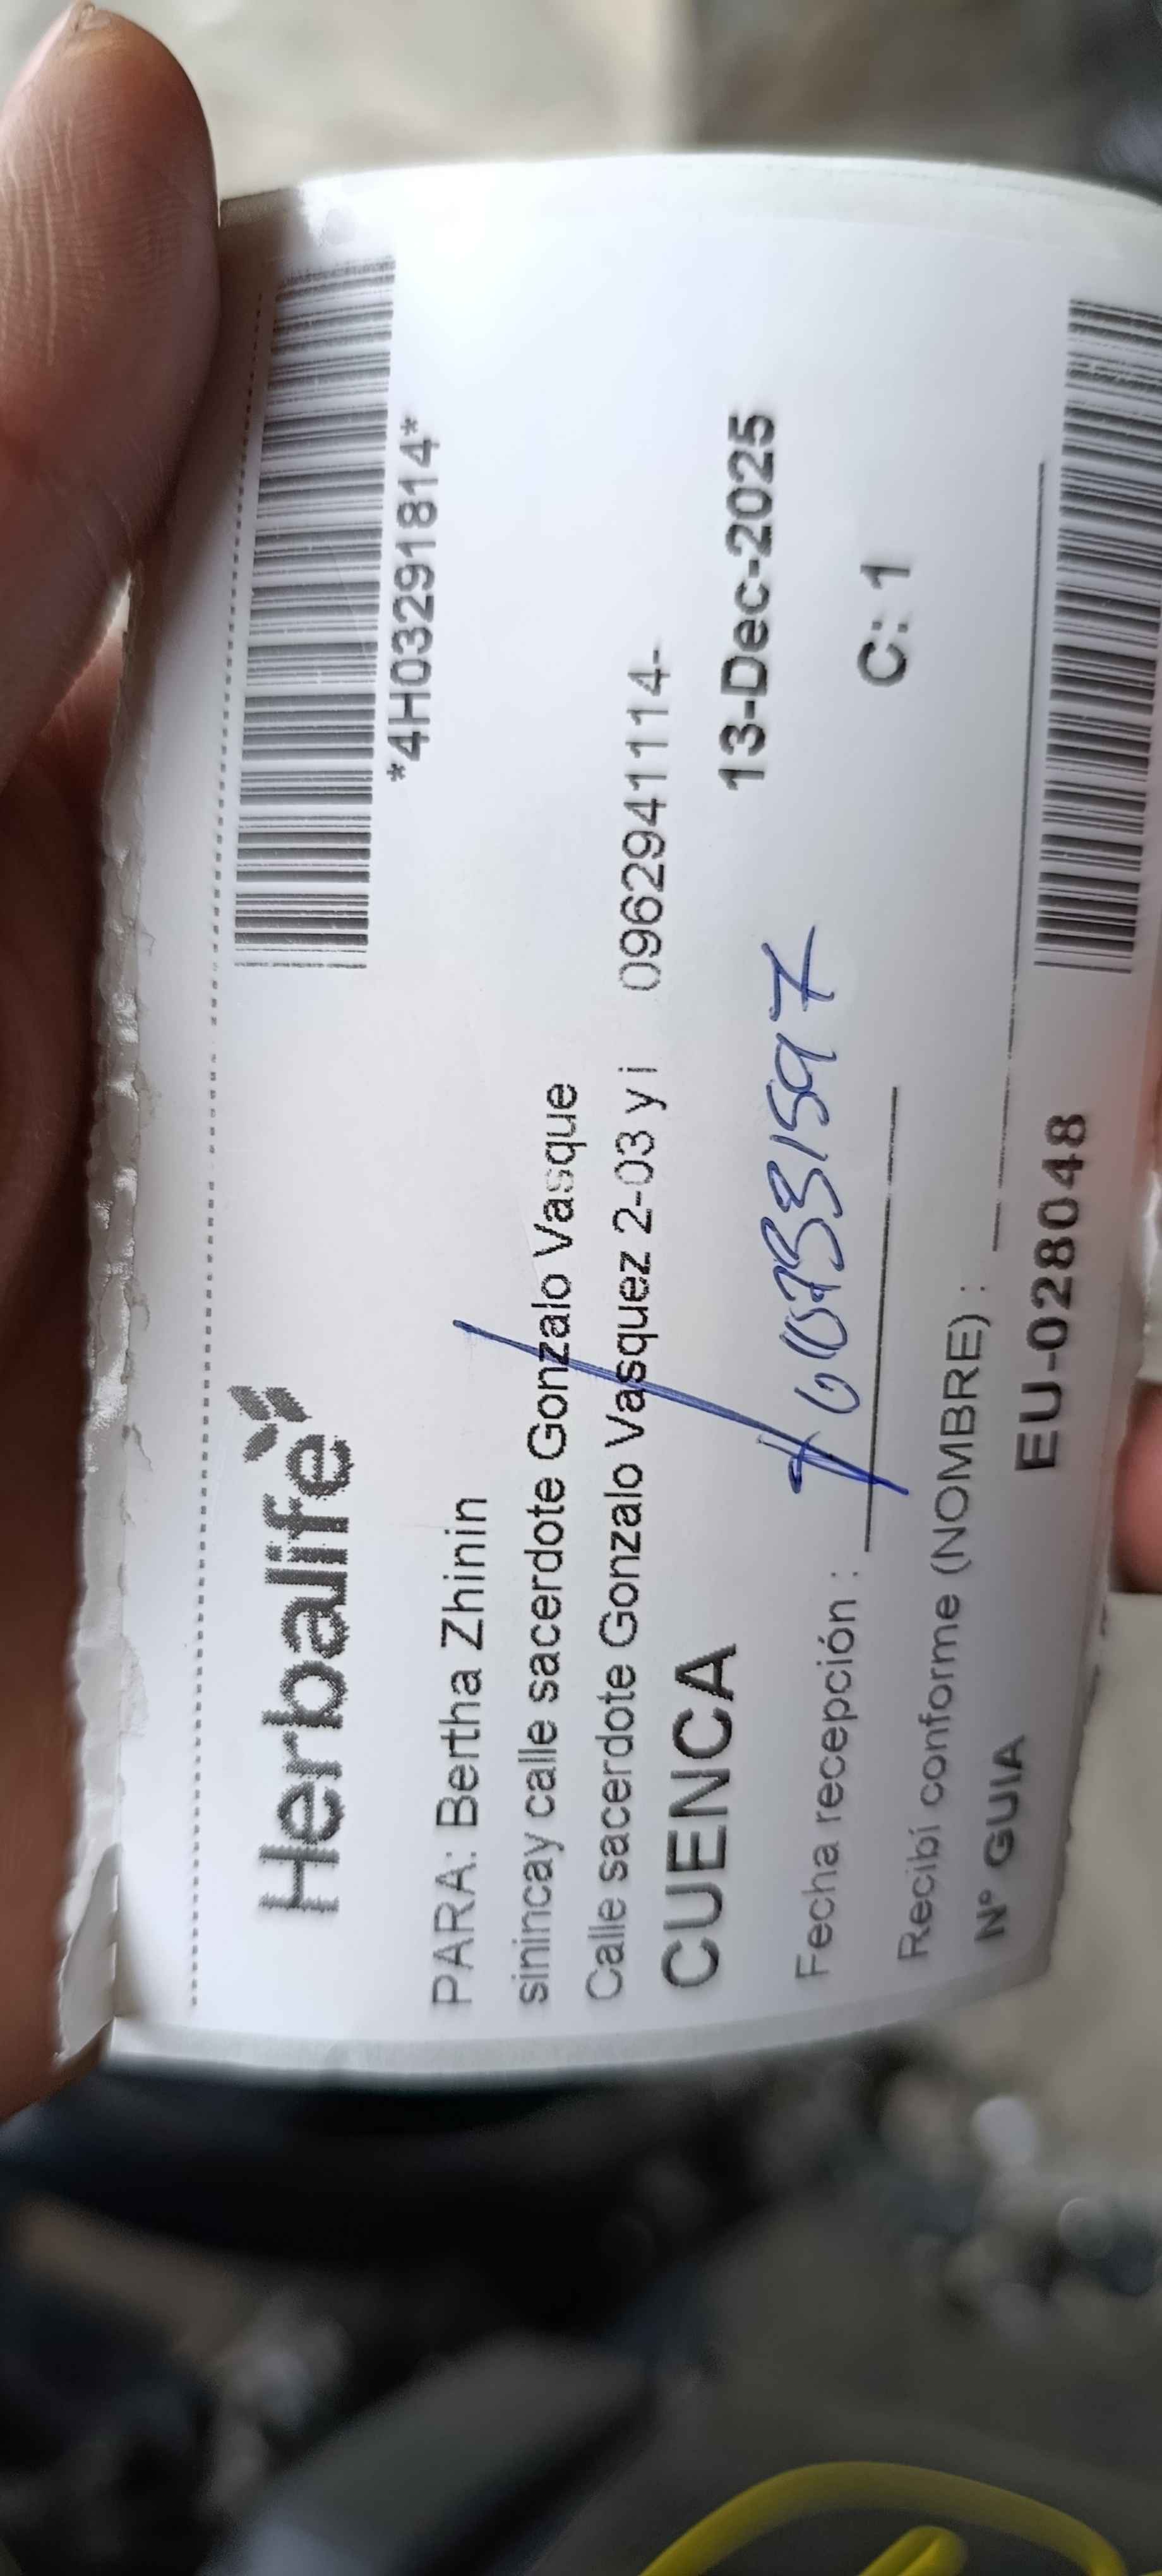 Herbalife
*4H03291814*
PARA: Bertha Zhinin
sinincay calle sacerdote Gonzalo Vasque
Calle sacerdote Gonzalo Vasquez 2-03 y i 0962941114-
CUENCA 13-Dec-2025
Fecha recepción :
C: 1
Recibí conforme (NOMBRE) :
Nº GUIA EU-028048